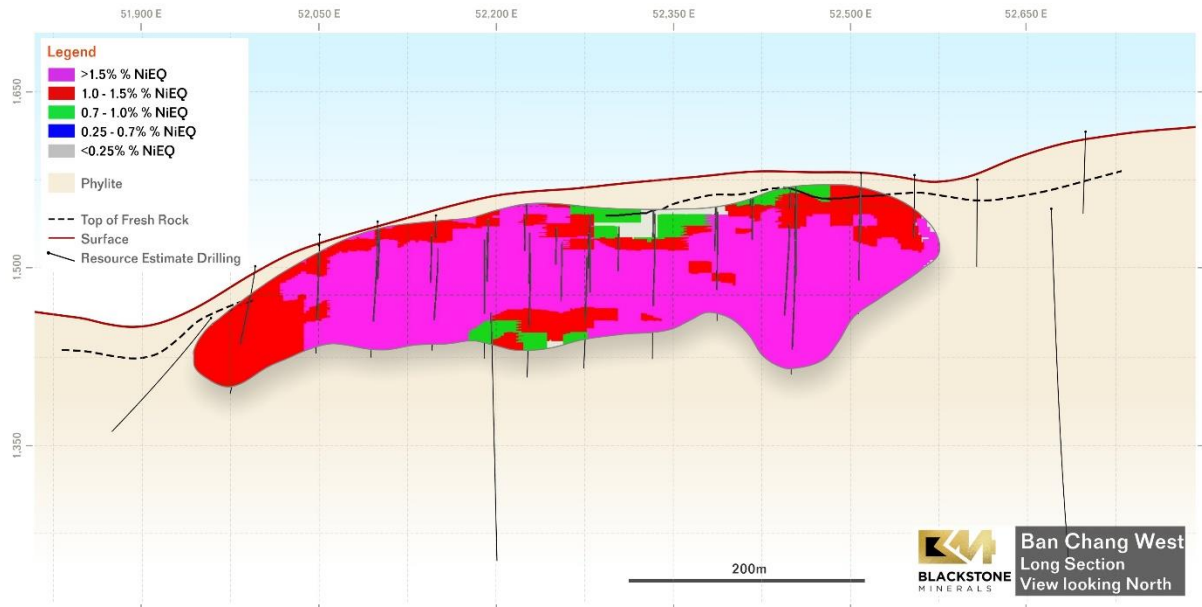 51,900 E 52,050 E 52,200 E 52,350 E 52,500 E 52,650 E
Legend
>1.5% % NiEQ
1.0 - 1.5% % NiEQ
0.7 - 1.0% % NiEQ
0.25 - 0.7% % NiEQ
<0.25% % NiEQ
Phylite
Top of Fresh Rock
Surface
Resource Estimate Drilling
1,650
1,500
1,350
200m
BLACKSTONE
MINERALS
Ban Chang West
Long Section
View looking North